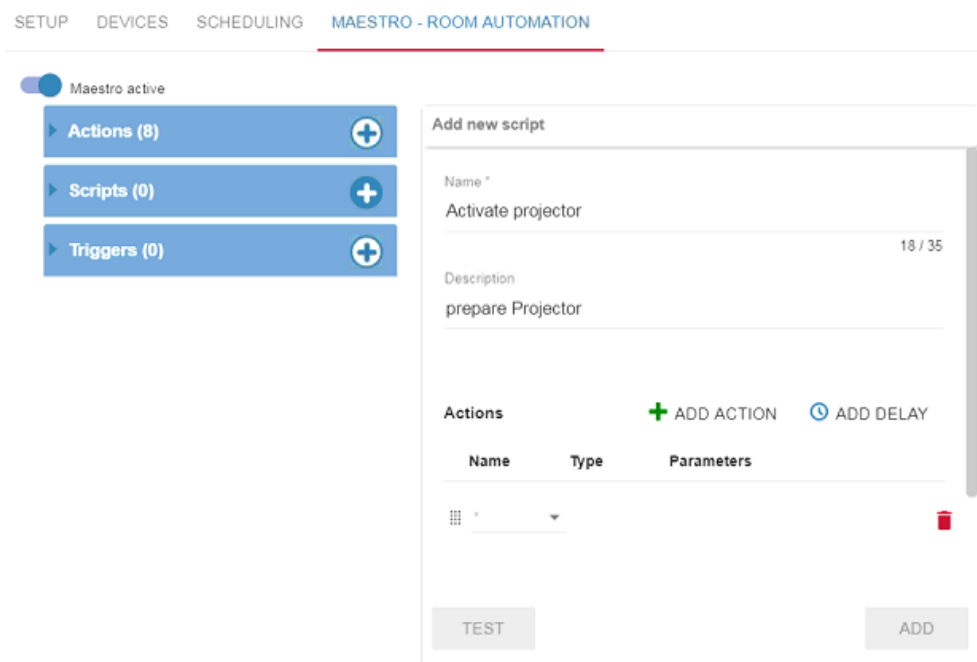 SETUP DEVICES SCHEDULING MAESTRO - ROOM AUTOMATION
Maestro active
Actions (8)
Scripts (0)
Triggers (0)
Add new script
Name *
Activate projector
18 / 35
Description
prepare Projector
Actions ADD ACTION ADD DELAY
Name Type Parameters
*
TEST ADD